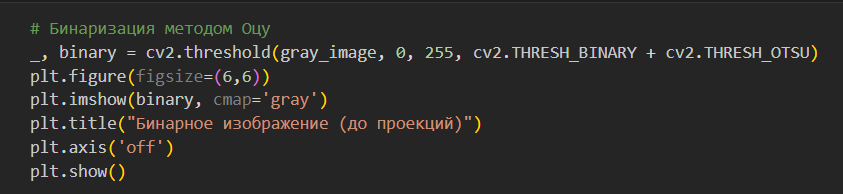 # Бинаризация методом Оцу
_, binary = cv2.threshold(gray_image, 0, 255, cv2.THRESH_BINARY + cv2.THRESH_OTSU)
plt.figure(figsize=(6,6))
plt.imshow(binary, cmap='gray')
plt.title("Бинарное изображение (до проекций)")
plt.axis('off')
plt.show()